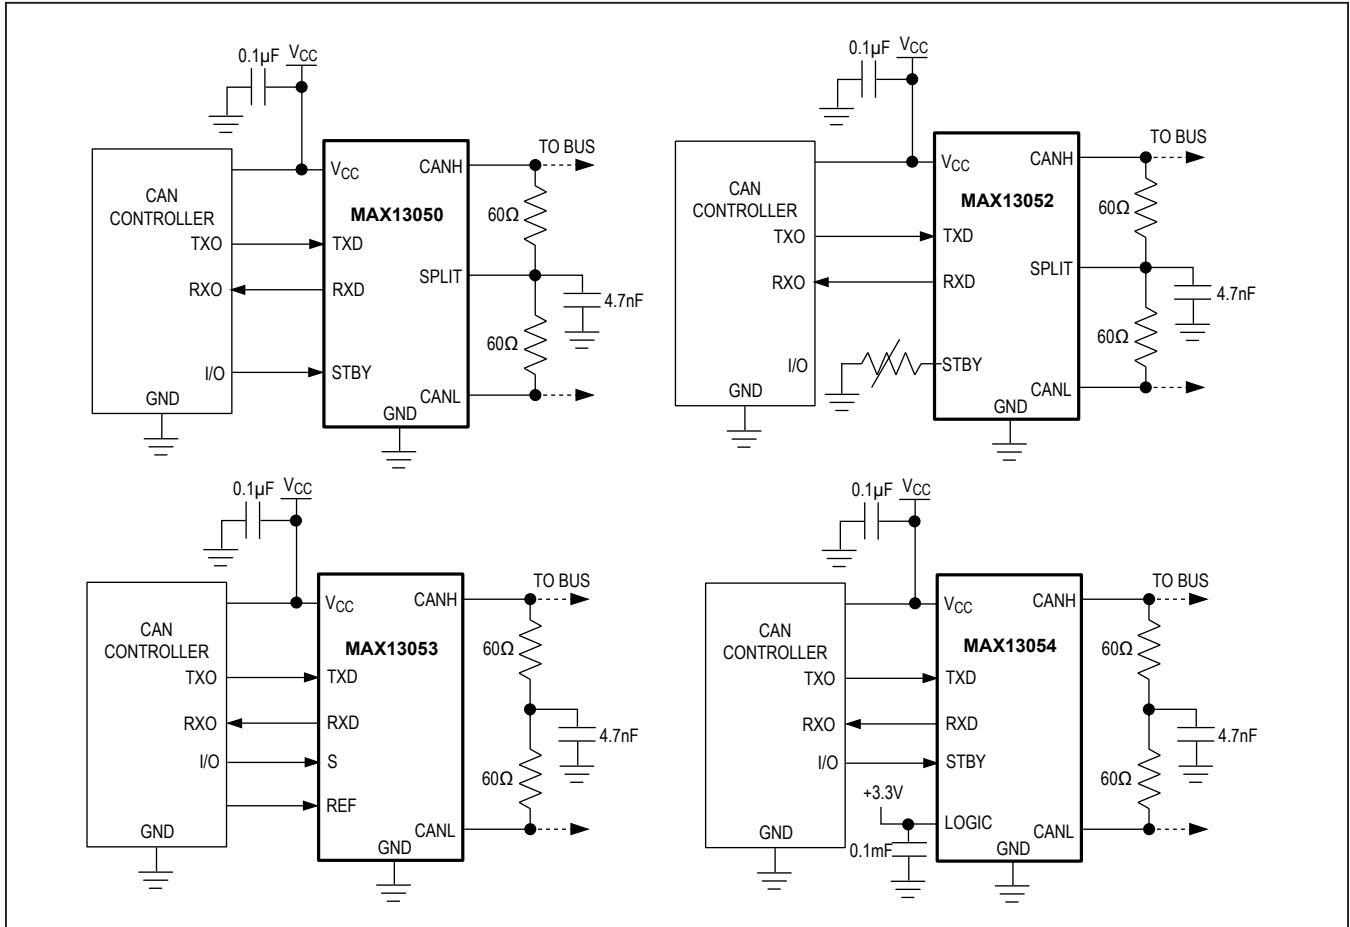 0.1µF VCC
TO BUS
VCC CANH
CAN
CONTROLLER
MAX13050
60Ω
TXO TXD
SPLIT
RXO RXD
4.7nF
60Ω
I/O STBY
GND
CANL
GND
0.1µF VCC
TO BUS
VCC CANH
CAN
CONTROLLER
MAX13052
60Ω
TXO TXD
SPLIT
RXO RXD
4.7nF
60Ω
I/O STBY
GND
CANL
GND
0.1µF VCC
TO BUS
VCC CANH
CAN
CONTROLLER
MAX13053
60Ω
TXO TXD
RXO RXD
4.7nF
I/O S
60Ω
REF
GND
CANL
GND
0.1µF VCC
TO BUS
VCC CANH
CAN
CONTROLLER
MAX13054
60Ω
TXO TXD
RXO RXD
4.7nF
I/O STBY
60Ω
+3.3V
LOGIC
GND
CANL
0.1mF
GND